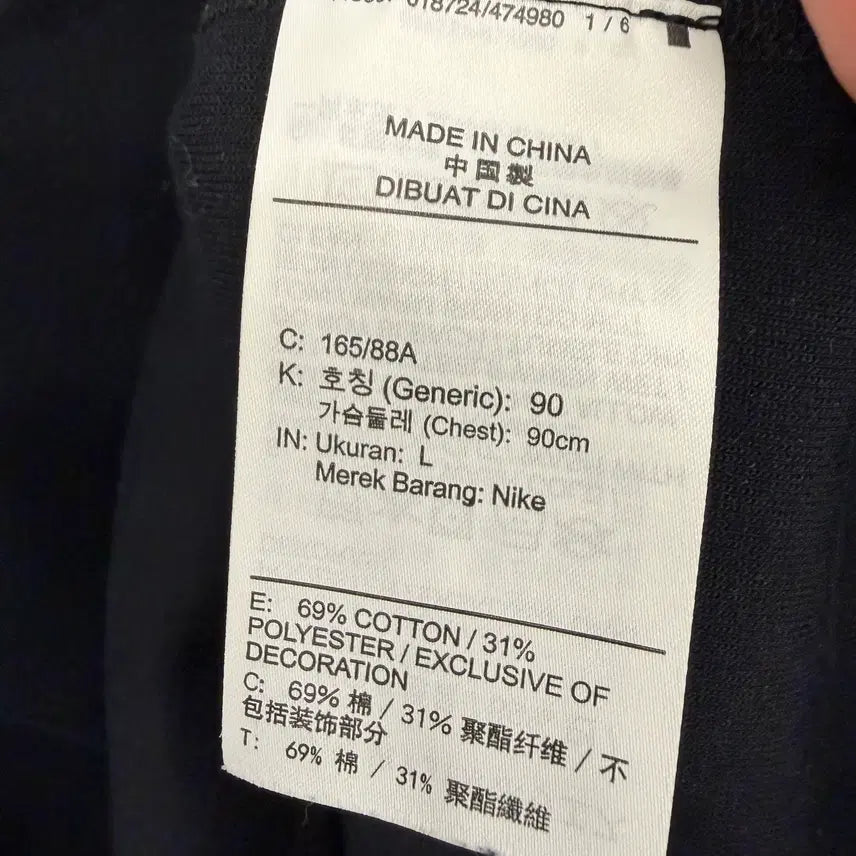 618724/474980 1/6
MADE IN CHINA
中国製
DIBUAT DI CINA
C: 165/88A
K: 호칭 (Generic): 90
가슴둘레 (Chest): 90cm
IN: Ukuran: L
Merek Barang: Nike
E: 69% COTTON / 31%
POLYESTER / EXCLUSIVE OF
DECORATION
C: 69% 棉 / 31% 聚酯纤维 / 不
包括装饰部分
T: 69% 棉 / 31% 聚酯纖維